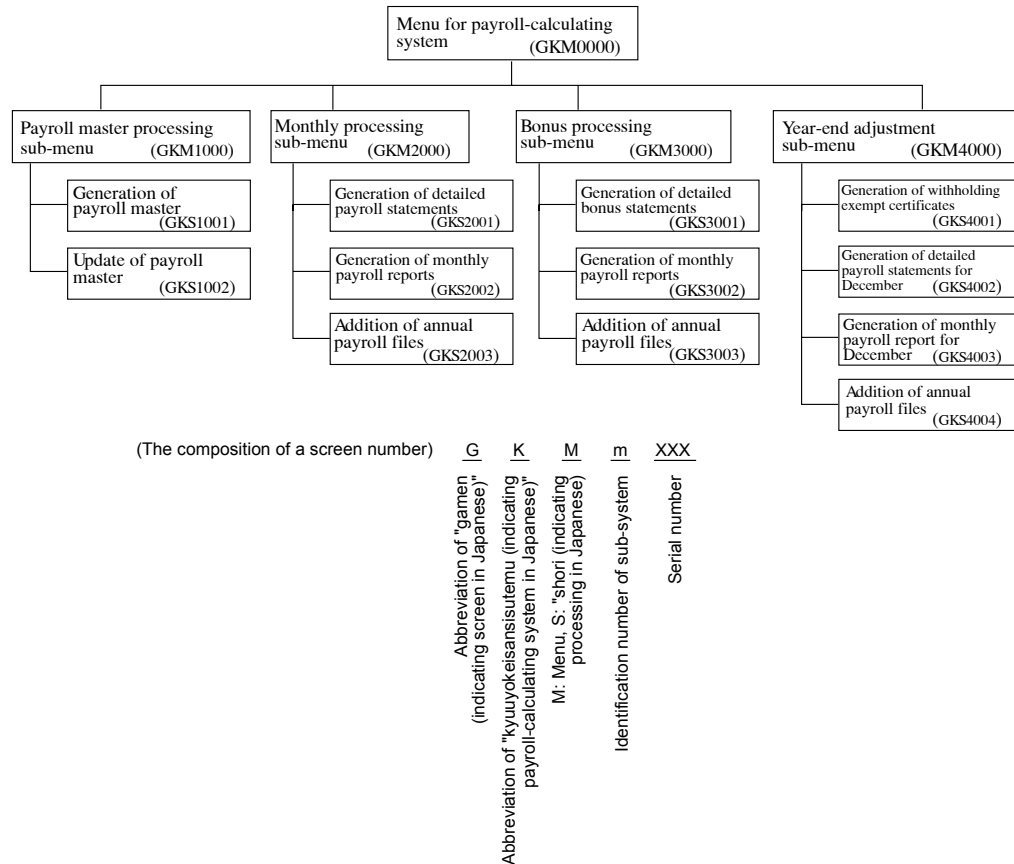 Menu for payroll-calculating
system (GKM0000)
Payroll master processing
sub-menu (GKM1000)
Generation of
payroll master
(GKS1001)
Update of payroll
master (GKS1002)
Monthly processing
sub-menu (GKM2000)
Generation of detailed
payroll statements
(GKS2001)
Generation of monthly
payroll reports
(GKS2002)
Addition of annual
payroll files
(GKS2003)
Bonus processing
sub-menu (GKM3000)
Generation of detailed
bonus statements
(GKS3001)
Generation of monthly
payroll reports
(GKS3002)
Addition of annual
payroll files
(GKS3003)
Year-end adjustment
sub-menu (GKM4000)
Generation of withholding
exempt certificates
(GKS4001)
Generation of detailed
payroll statements for
December (GKS4002)
Generation of monthly
payroll report for
December (GKS4003)
Addition of annual
payroll files
(GKS4004)
(The composition of a screen number) G K M m XXX
Abbreviation of "gamen
(indicating screen in Japanese)"
Abbreviation of "kyuuyokeisansisutemu (indicating
payroll-calculating system in Japanese)"
M: Menu, S: "shori (indicating
processing in Japanese)
Identification number of sub-system
Serial number